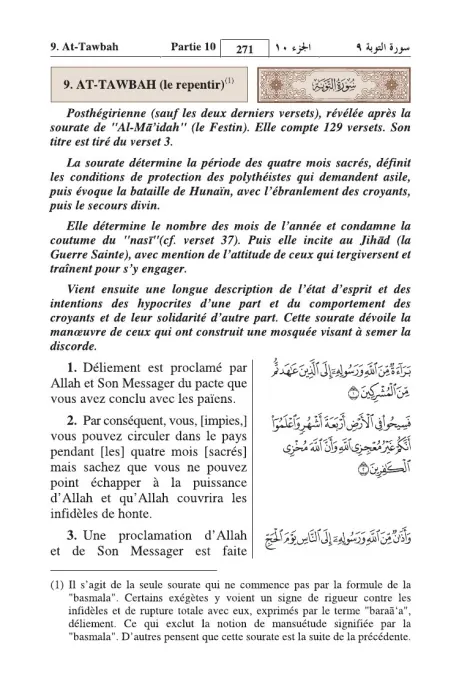 9. At-Tawbah Partie 10 271 الجزء ١٠ سورة التوبة ٩
9. AT-TAWBAH (le repentir)(1) سُورَةُ التَّوْبَةِ
Posthégirienne (sauf les deux derniers versets), révélée après la
sourate de "Al-Mā'idah" (le Festin). Elle compte 129 versets. Son
titre est tiré du verset 3.
La sourate détermine la période des quatre mois sacrés, définit
les conditions de protection des polythéistes qui demandent asile,
puis évoque la bataille de Hunaïn, avec l'ébranlement des croyants,
puis le secours divin.
Elle détermine le nombre des mois de l'année et condamne la
coutume du "nasī"(cf. verset 37). Puis elle incite au Jihād (la
Guerre Sainte), avec mention de l'attitude de ceux qui tergiversent et
traînent pour s'y engager.
Vient ensuite une longue description de l'état d'esprit et des
intentions des hypocrites d'une part et du comportement des
croyants et de leur solidarité d'autre part. Cette sourate dévoile la
manœuvre de ceux qui ont construit une mosquée visant à semer la
discorde.
1. Déliement est proclamé par
Allah et Son Messager du pacte que
vous avez conclu avec les païens.
2. Par conséquent, vous, [impies,]
vous pouvez circuler dans le pays
pendant [les] quatre mois [sacrés]
mais sachez que vous ne pouvez
point échapper à la puissance
d'Allah et qu'Allah couvrira les
infidèles de honte.
3. Une proclamation d'Allah
et de Son Messager est faite
بَرَآءَةٌ مِّنَ ٱللَّهِ وَرَسُولِهِۦٓ إِلَى ٱلَّذِينَ عَٰهَدتُّم
مِّنَ ٱلْمُشْرِكِينَ ١
فَسِيحُوا۟ فِى ٱلْأَرْضِ أَرْبَعَةَ أَشْهُرٍ وَٱعْلَمُوٓا۟
أَنَّكُمْ غَيْرُ مُعْجِزِى ٱللَّهِ وَأَنَّ ٱللَّهَ مُخْزِى
ٱلْكَٰفِرِينَ ٢
وَأَذَٰنٌ مِّنَ ٱللَّهِ وَرَسُولِهِۦٓ إِلَى ٱلنَّاسِ يَوْمَ ٱلْحَجِّ
(1) Il s'agit de la seule sourate qui ne commence pas par la formule de la
"basmala". Certains exégètes y voient un signe de rigueur contre les
infidèles et de rupture totale avec eux, exprimés par le terme "baraā'a",
déliement. Ce qui exclut la notion de mansuétude signifiée par la
"basmala". D'autres pensent que cette sourate est la suite de la précédente.